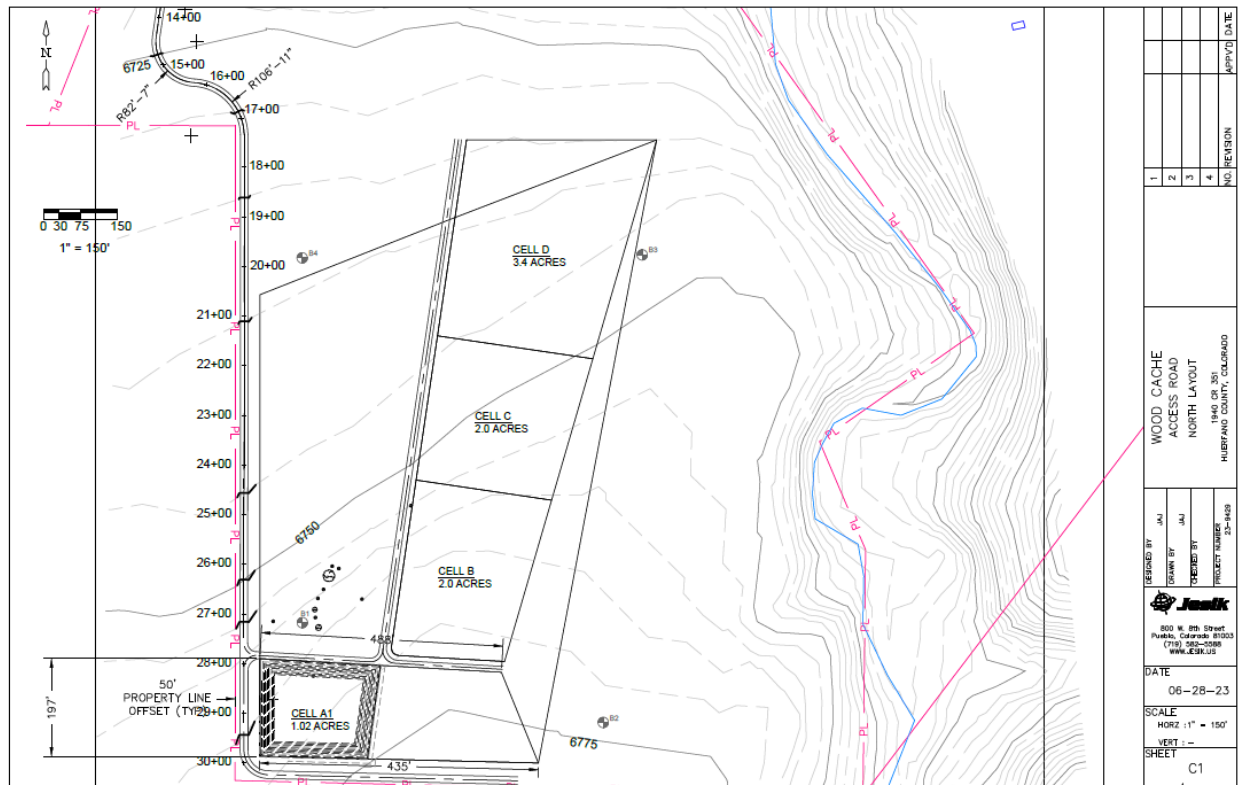 14+00
N
6725
15+00
16+00
R106'-11"
R82'-7"
17+00
PL
PL
PL
PL
18+00
19+00
PL
0 30 75 150
1" = 150'
B4
20+00
CELL D
3.4 ACRES
B3
PL
PL
21+00
PL
22+00
PL
23+00
CELL C
2.0 ACRES
PL
PL
24+00
25+00
PL
PL
6750
26+00
CELL B
2.0 ACRES
27+00
B1
PL
PL
488'
28+00
197'
50'
PROPERTY LINE
OFFSET (TYP)
29+00
CELL A1
1.02 ACRES
B2
6775
PL
PL
30+00
435'
PL
PL
NO. REVISION APPV'D DATE
1
2
3
4
WOOD CACHE
ACCESS ROAD
NORTH LAYOUT
1940 CR 351
HUERFANO COUNTY, COLORADO
DESIGNED BY JAJ
DRAWN BY JAJ
CHECKED BY
PROJECT NUMBER
23-9429
Jesik
800 W. 8th Street
Pueblo, Colorado 81003
WWW.JESIK.US
DATE
06-28-23
SCALE
HORZ : 1" = 150'
VERT : -
SHEET
C1